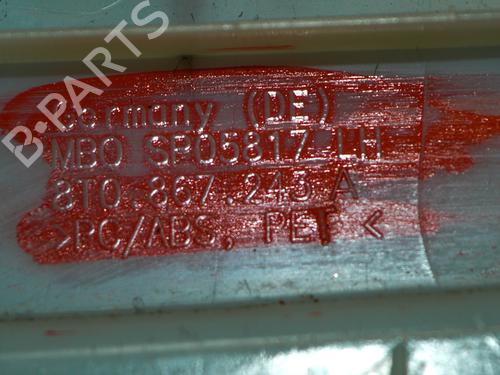 B-PARTS
Germany (DE)
MBO SP05817 LH
8T0.867.243 A
>PC/ABS, PET<